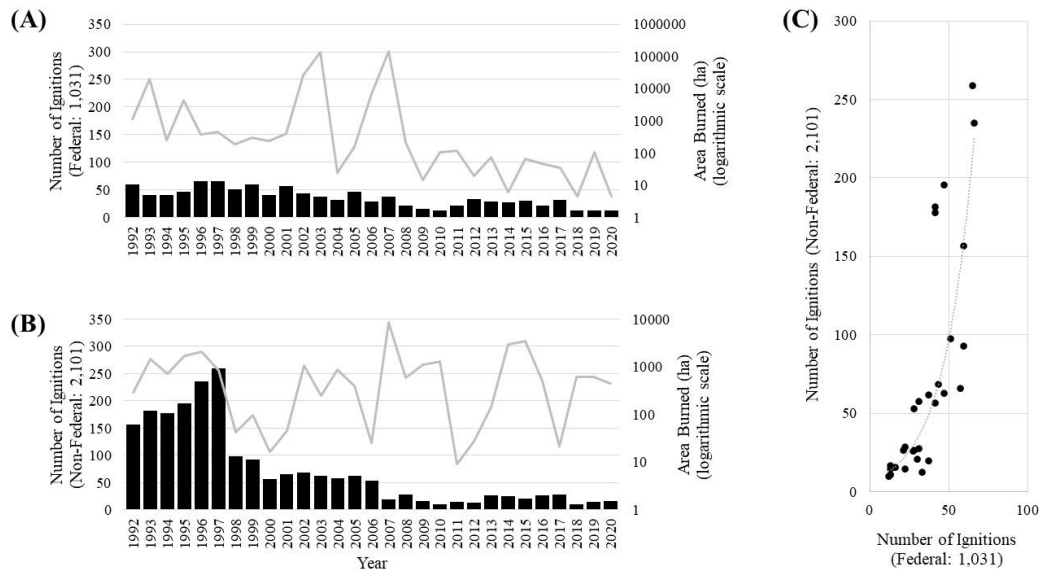 (A)
Number of Ignitions
(Federal: 1,031)
350
300
250
200
150
100
50
0
1000000
100000
10000
1000
100
10
1
Area Burned (ha)
(logarithmic scale)
1992 1993 1994 1995 1996 1997 1998 1999 2000 2001 2002 2003 2004 2005 2006 2007 2008 2009 2010 2011 2012 2013 2014 2015 2016 2017 2018 2019 2020
(B)
Number of Ignitions
(Non-Federal: 2,101)
350
300
250
200
150
100
50
0
10000
1000
100
10
1
Area Burned (ha)
(logarithmic scale)
1992 1993 1994 1995 1996 1997 1998 1999 2000 2001 2002 2003 2004 2005 2006 2007 2008 2009 2010 2011 2012 2013 2014 2015 2016 2017 2018 2019 2020
Year
(C)
Number of Ignitions (Non-Federal: 2,101)
300
250
200
150
100
50
0
0 50 100
Number of Ignitions
(Federal: 1,031)